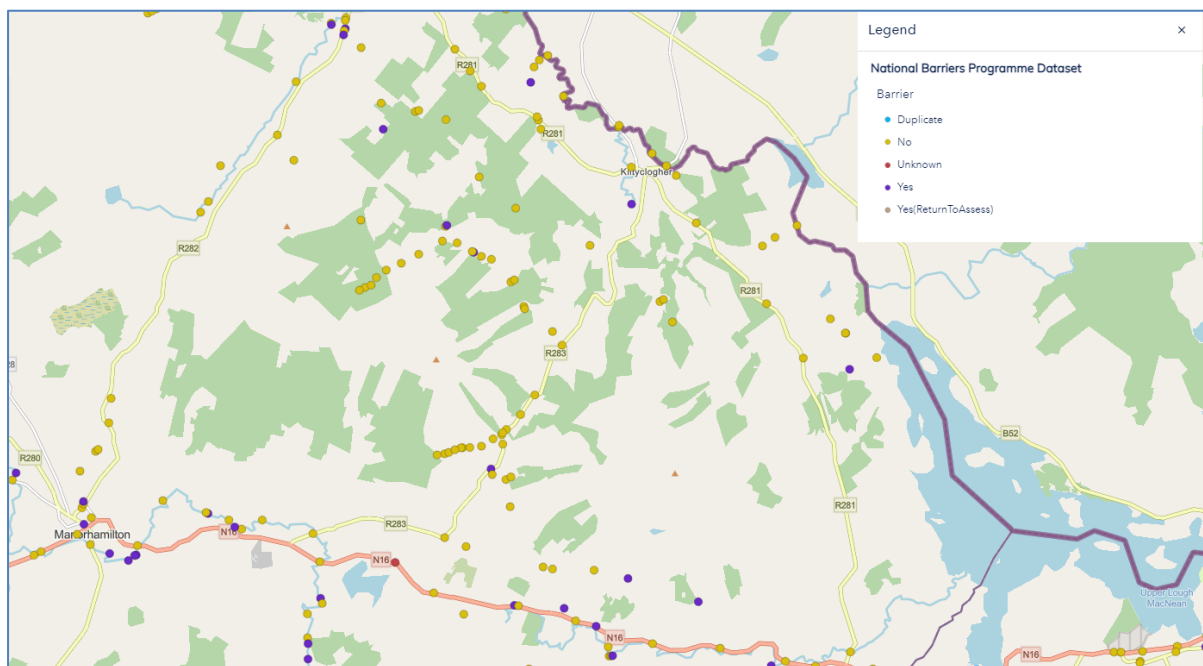 Legend ×
National Barriers Programme Dataset
Barrier
Duplicate
No
Unknown
Yes
Yes(ReturnToAssess)
R281
R281
Kiltyclogher
R282
R281
R283
28
B52
R280
R281
R283
N16
Manorhamilton
N16
Upper Lough
MacNean
N16
N16